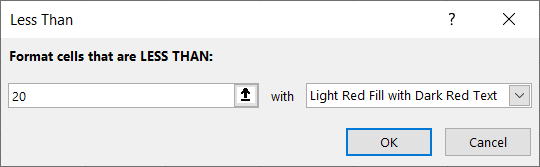 Less Than
?
Format cells that are LESS THAN:
20 with Light Red Fill with Dark Red Text
OK Cancel